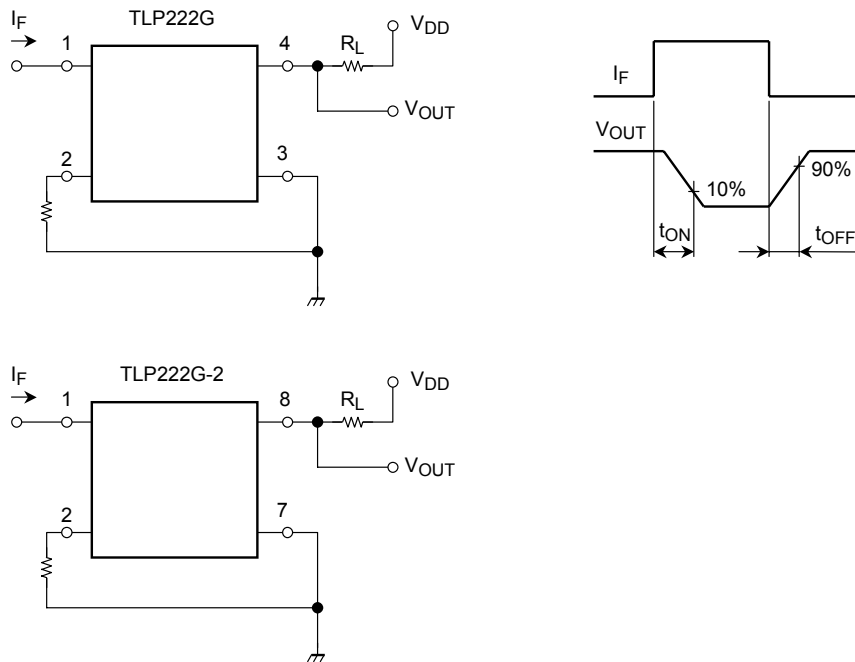 IF
TLP222G
VDD
1
4
RL
VOUT
2
3
IF
VOUT
10%
90%
tON
tOFF
IF
TLP222G-2
VDD
1
8
RL
VOUT
2
7